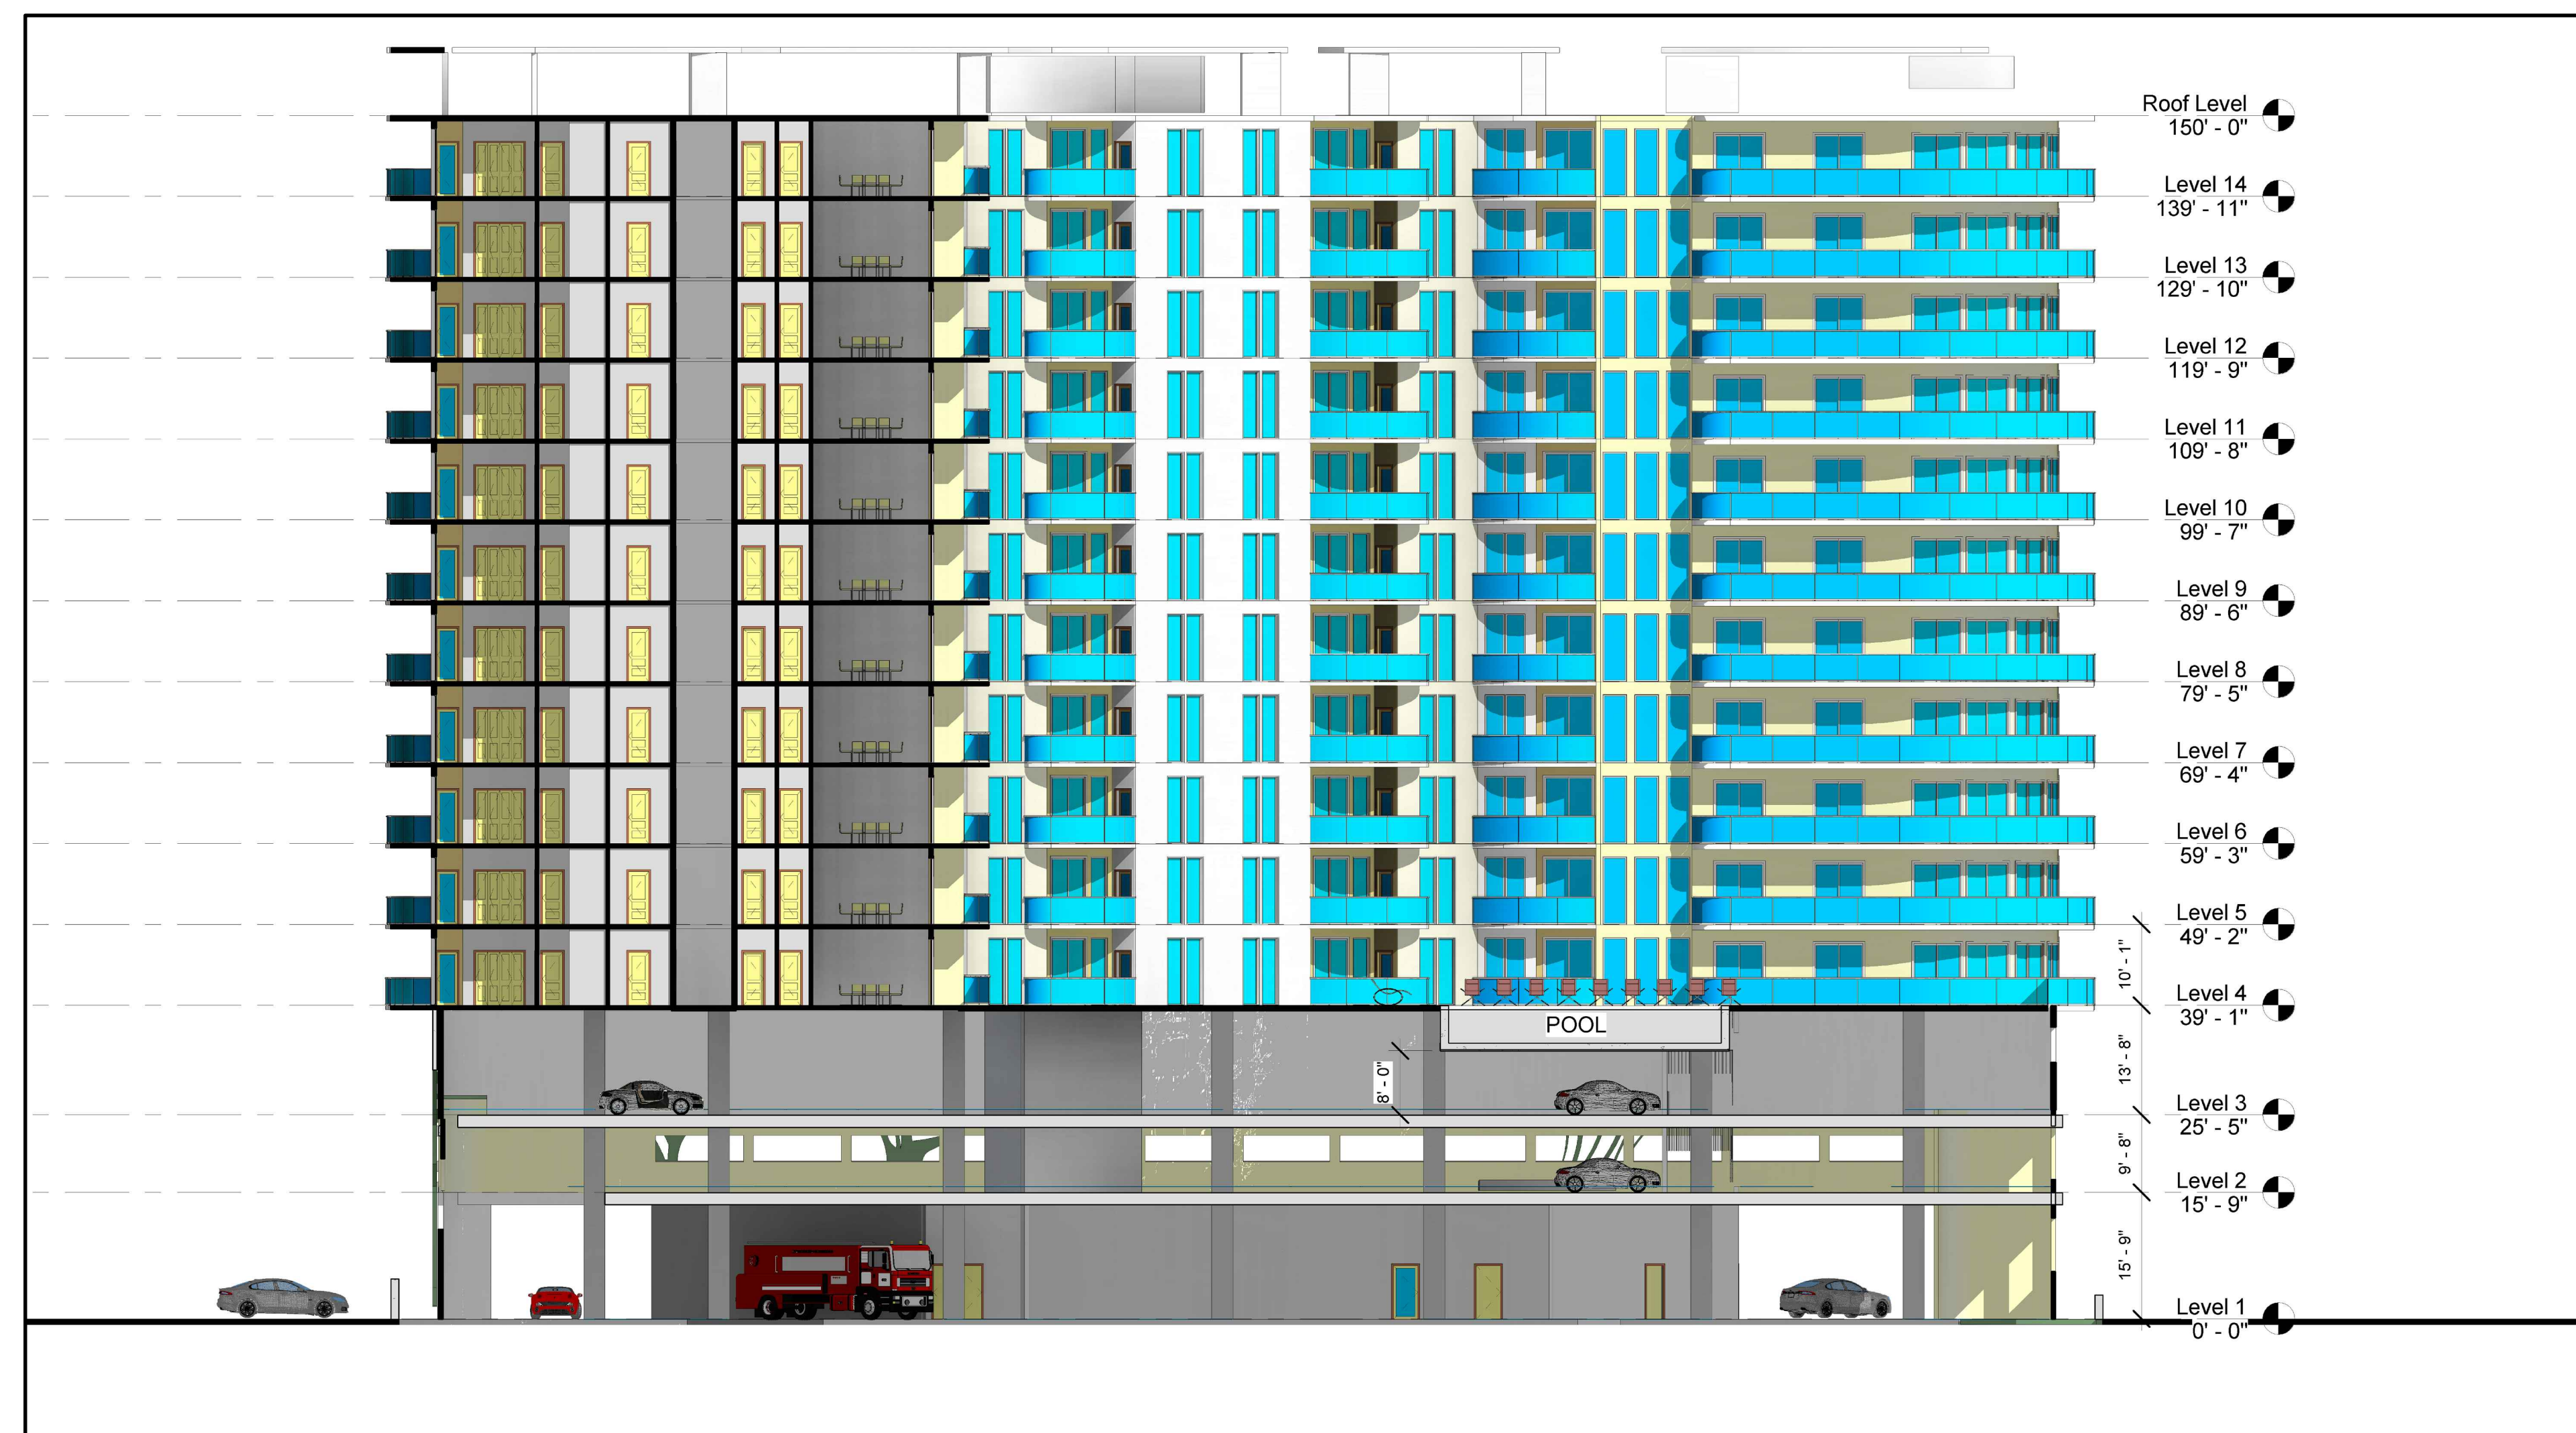 Roof Level
150' - 0"
Level 14
139' - 11"
Level 13
129' - 10"
Level 12
119' - 9"
Level 11
109' - 8"
Level 10
99' - 7"
Level 9
89' - 6"
Level 8
79' - 5"
Level 7
69' - 4"
Level 6
59' - 3"
Level 5
49' - 2"
10' - 1"
Level 4
39' - 1"
POOL
8' - 0"
13' - 8"
Level 3
25' - 5"
9' - 8"
Level 2
15' - 9"
15' - 9"
Level 1
0' - 0"